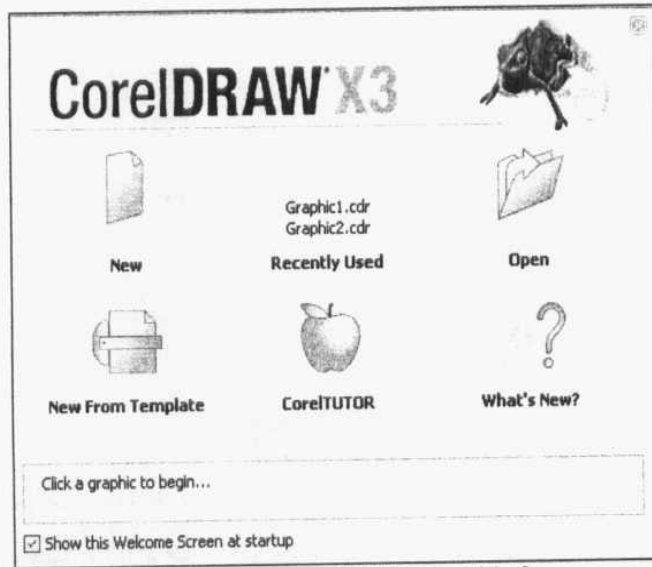 CorelDRAW X3
Graphic1.cdr
Graphic2.cdr
New
Recently Used
Open
New From Template
CorelTUTOR
What's New?
Click a graphic to begin...
Show this Welcome Screen at startup